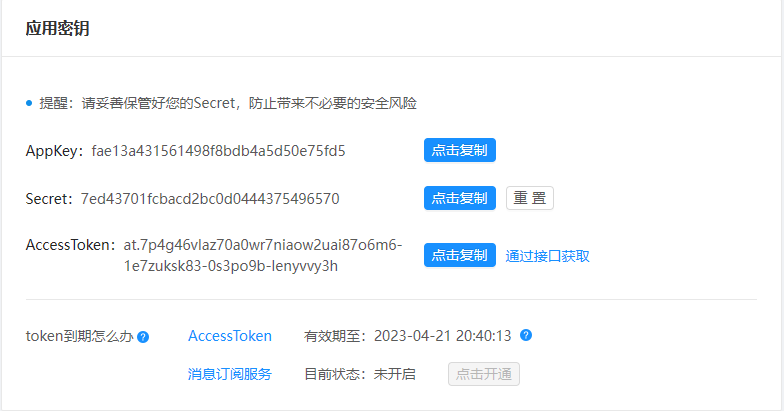 应用密钥
提醒：请妥善保管好您的Secret，防止带来不必要的安全风险
AppKey：fae13a431561498f8bdb4a5d50e75fd5 点击复制
Secret：7ed43701fcbacd2bc0d0444375496570 点击复制 重 置
AccessToken：at.7p4g46vlaz70a0wr7niaow2uai87o6m6-
1e7zuksk83-0s3po9b-lenyvvy3h 点击复制 通过接口获取
token到期怎么办 ? AccessToken 有效期至：2023-04-21 20:40:13 ?
消息订阅服务 目前状态：未开启 点击开通